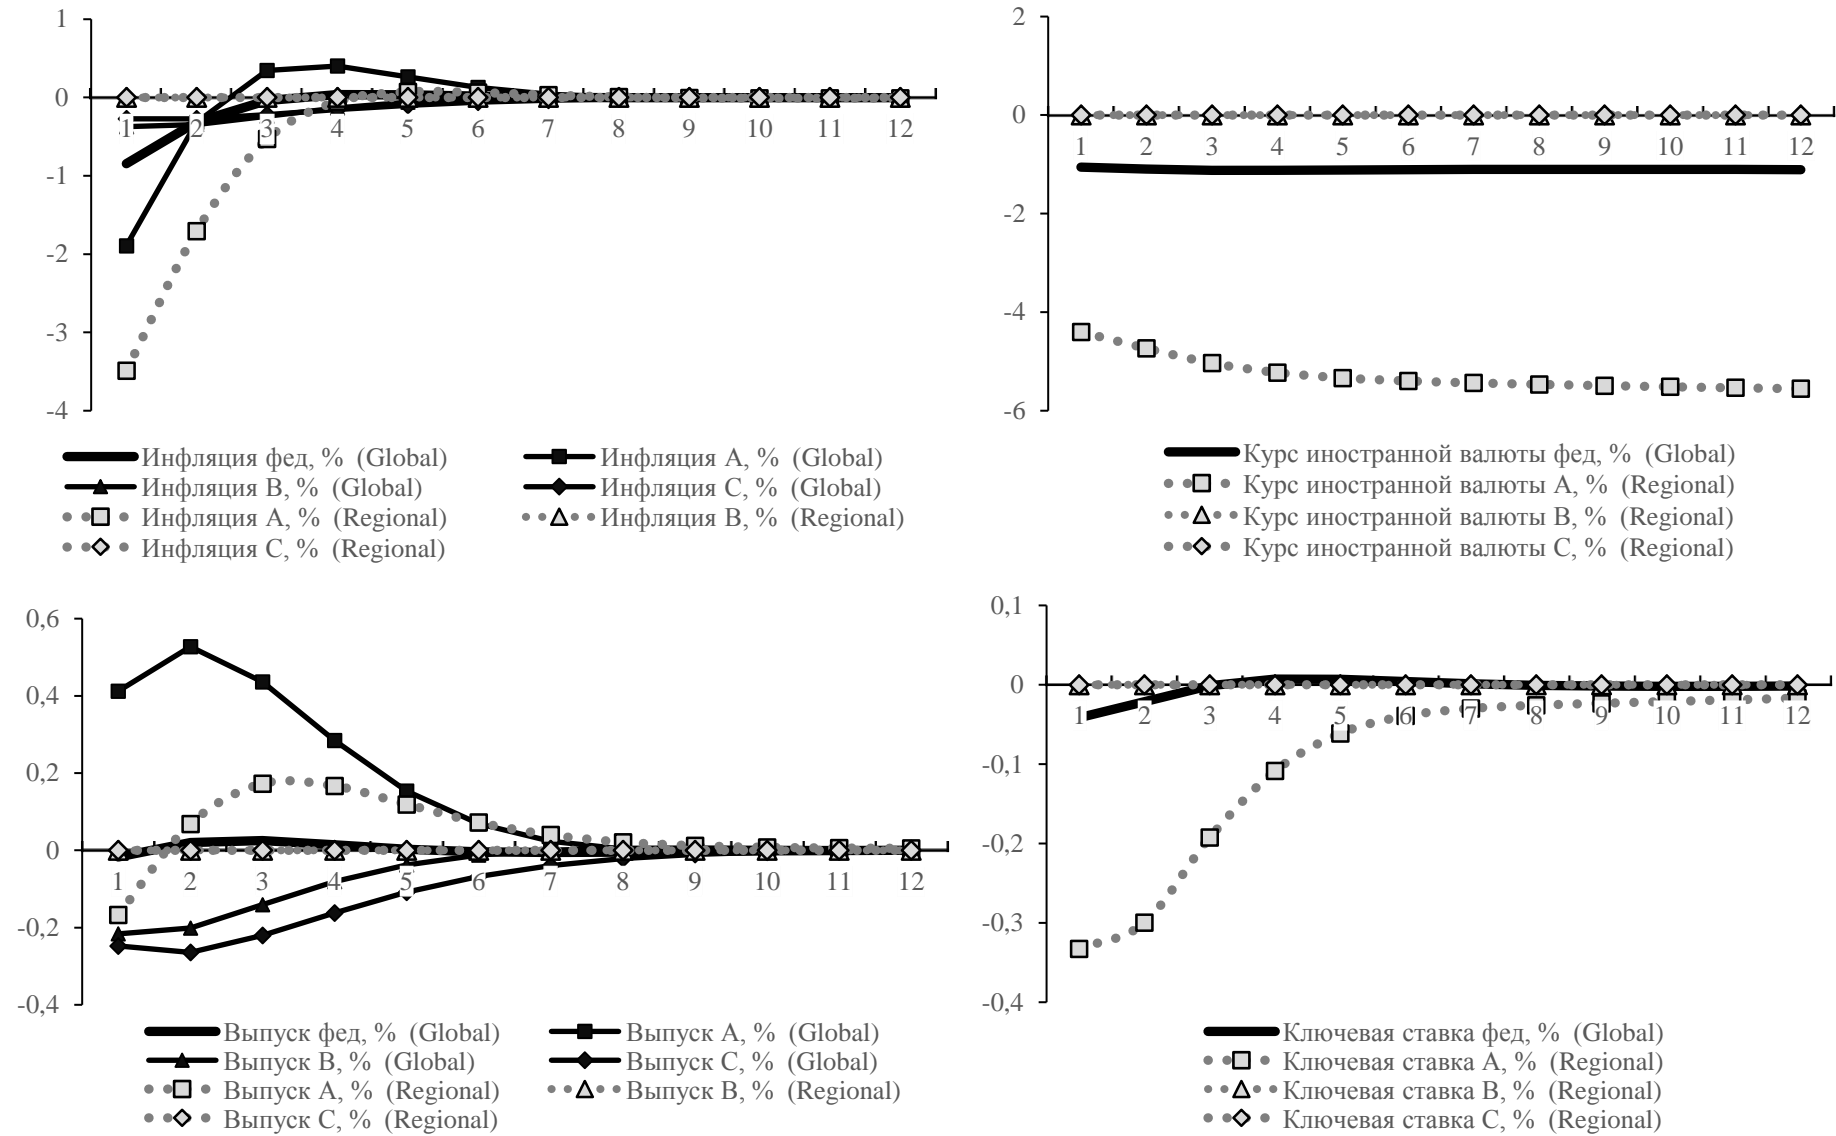 1
0
-1
-2
-3
-4
1 2 3 4 5 6 7 8 9 10 11 12
Инфляция фед, % (Global)
Инфляция A, % (Global)
Инфляция B, % (Global)
Инфляция C, % (Global)
Инфляция A, % (Regional)
Инфляция B, % (Regional)
Инфляция C, % (Regional)
2
0
-2
-4
-6
1 2 3 4 5 6 7 8 9 10 11 12
Курс иностранной валюты фед, % (Global)
Курс иностранной валюты A, % (Regional)
Курс иностранной валюты B, % (Regional)
Курс иностранной валюты C, % (Regional)
0,6
0,4
0,2
0
-0,2
-0,4
1 2 3 4 5 6 7 8 9 10 11 12
Выпуск фед, % (Global)
Выпуск A, % (Global)
Выпуск B, % (Global)
Выпуск C, % (Global)
Выпуск A, % (Regional)
Выпуск B, % (Regional)
Выпуск C, % (Regional)
0,1
0
-0,1
-0,2
-0,3
-0,4
1 2 3 4 5 6 7 8 9 10 11 12
Ключевая ставка фед, % (Global)
Ключевая ставка A, % (Regional)
Ключевая ставка B, % (Regional)
Ключевая ставка C, % (Regional)